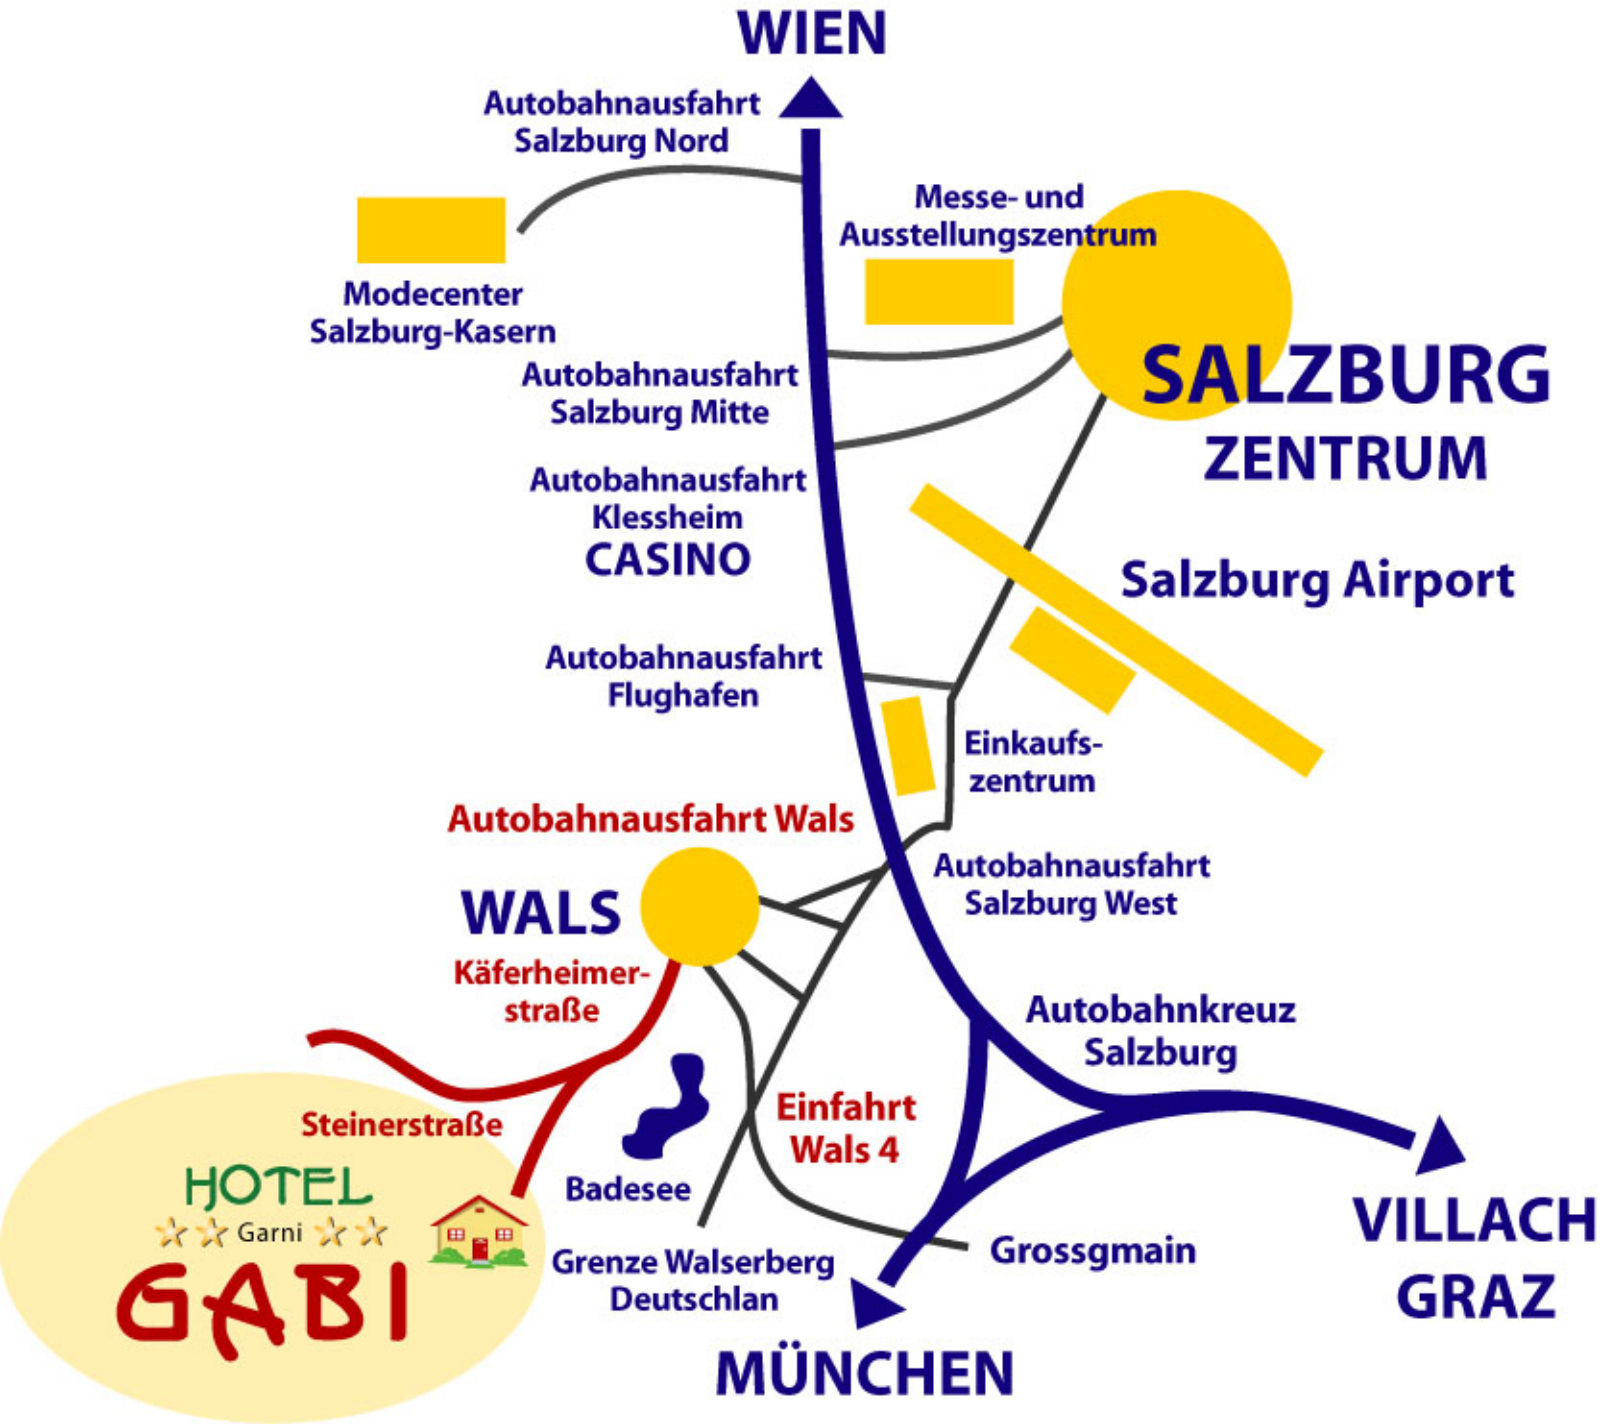 WIEN
Autobahnausfahrt
Salzburg Nord
Messe- und
Ausstellungszentrum
Modecenter
Salzburg-Kasern
SALZBURG
ZENTRUM
Autobahnausfahrt
Salzburg Mitte
Autobahnausfahrt
Klessheim
CASINO
Salzburg Airport
Autobahnausfahrt
Flughafen
Einkaufs-
zentrum
Autobahnausfahrt Wals
Autobahnausfahrt
Salzburg West
WALS
Käferheimer-
straße
Autobahnkreuz
Salzburg
Steinerstraße
Einfahrt
Wals 4
HOTEL
Garni
GABI
Badesee
Grenze Walserberg
Deutschlan
Grossgmain
VILLACH
GRAZ
MÜNCHEN